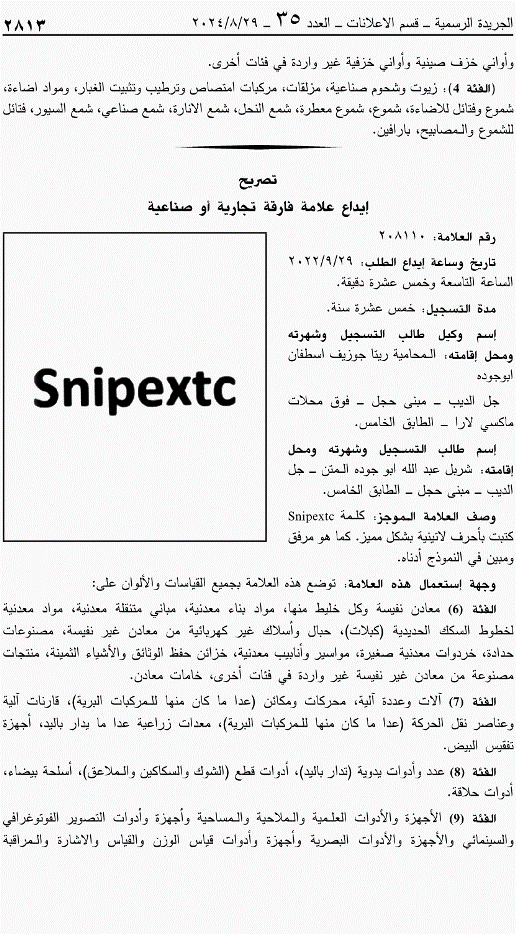 الجريدة الرسمية ـ قسم الاعلانات ـ العدد ٣٥ ـ ٢٠٢٤/٨/٢٩
٢٨١٣
وأواني خزف صينية وأواني خزفية غير واردة في فئات أخرى.
(الفئة 4): زيوت وشحوم صناعية، مزلقات، مركبات امتصاص وترطيب وتثبيت الغبار، ومواد اضاءة،
شموع وفتائل للاضاءة، شموع، شموع معطرة، شمع النحل، شمع الانارة، شمع صناعي، شمع السيور، فتائل
للشموع والمصابيح، بارافين.
تصريح
إيداع علامة فارقة تجارية أو صناعية
رقم العلامة: ٢٠٨١١٠
تاريخ وساعة إيداع الطلب: ٢٠٢٢/٩/٢٩
الساعة التاسعة وخمس عشرة دقيقة.
مدة التسجيل: خمس عشرة سنة.
إسم وكيل طالب التسجيل وشهرته
ومحل إقامته: المحامية ريتا جوزيف اسطفان
ابوجوده
جل الديب ـ مبنى حجل ـ فوق محلات
ماكسي لارا ـ الطابق الخامس.
إسم طالب التسجيل وشهرته ومحل
إقامته: شربل عبد الله ابو جوده المتن ـ جل
الديب ـ مبنى حجل ـ الطابق الخامس.
وصف العلامة الموجز: كلمة Snipextc
كتبت بأحرف لاتينية بشكل مميز. كما هو مرفق
ومبين في النموذج أدناه.
Snipextc
وجهة إستعمال هذه العلامة: توضع هذه العلامة بجميع القياسات والألوان على:
الفئة (6) معادن نفيسة وكل خليط منها، مواد بناء معدنية، مباني متنقلة معدنية، مواد معدنية
لخطوط السكك الحديدية (كبلات)، حبال وأسلاك غير كهربائية من معادن غير نفيسة، مصنوعات
حدادة، خردوات معدنية صغيرة، مواسير وأنابيب معدنية، خزائن حفظ الوثائق والأشياء الثمينة، منتجات
مصنوعة من معادن غير نفيسة غير واردة في فئات أخرى، خامات معادن.
الفئة (7) آلات وعددة آلية، محركات ومكائن (عدا ما كان منها للمركبات البرية)، قارنات آلية
وعناصر نقل الحركة (عدا ما كان منها للمركبات البرية)، معدات زراعية عدا ما يدار باليد، أجهزة
تفقيس البيض.
الفئة (8) عدد وأدوات يدوية (تدار باليد)، أدوات قطع (الشوك والسكاكين والملاعق)، أسلحة بيضاء،
أدوات حلاقة.
الفئة (9) الأجهزة والأدوات العلمية والملاحية والمساحية وأجهزة وأدوات التصوير الفوتوغرافي
والسينمائي والأجهزة والأدوات البصرية وأجهزة وأدوات قياس الوزن والقياس والاشارة والمراقبة